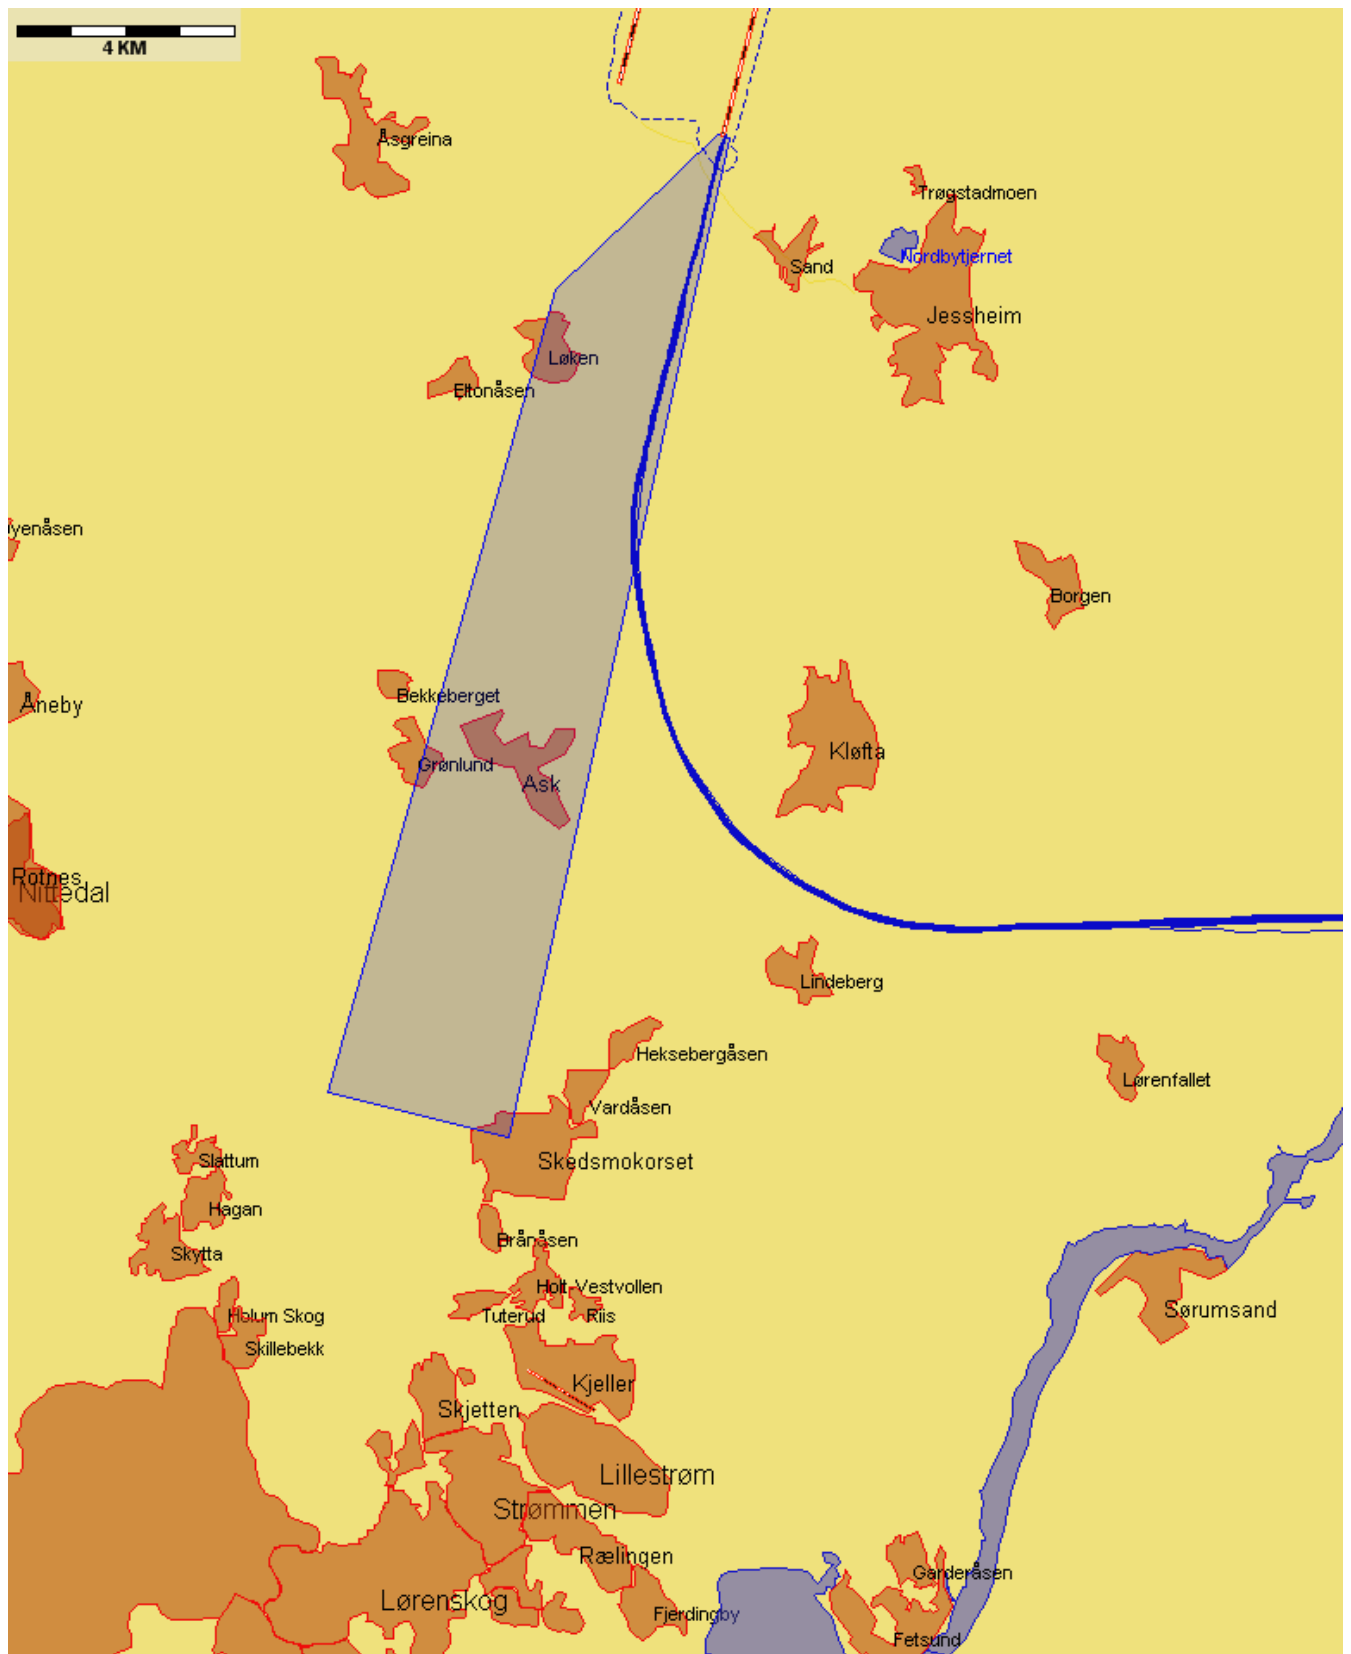 4 KM
Åsgreina
Trøgstadmoen
Nordbytjernet
Sand
Jessheim
Løken
Eltonåsen
yenåsen
Borgen
Bekkeberget
Åneby
Kløfta
Grønlund
Ask
Rotnes
Nittedal
Lindeberg
Heksebergåsen
Lørenfallet
Vardåsen
Slattum
Skedsmokorset
Hagan
Brånåsen
Skytta
Holt-Vestvollen
Sørumsand
Holum Skog
Tuterud
Riis
Skillebekk
Kjeller
Skjetten
Lillestrøm
Strømmen
Rælingen
Garderåsen
Lørenskog
Fjerdingby
Fetsund